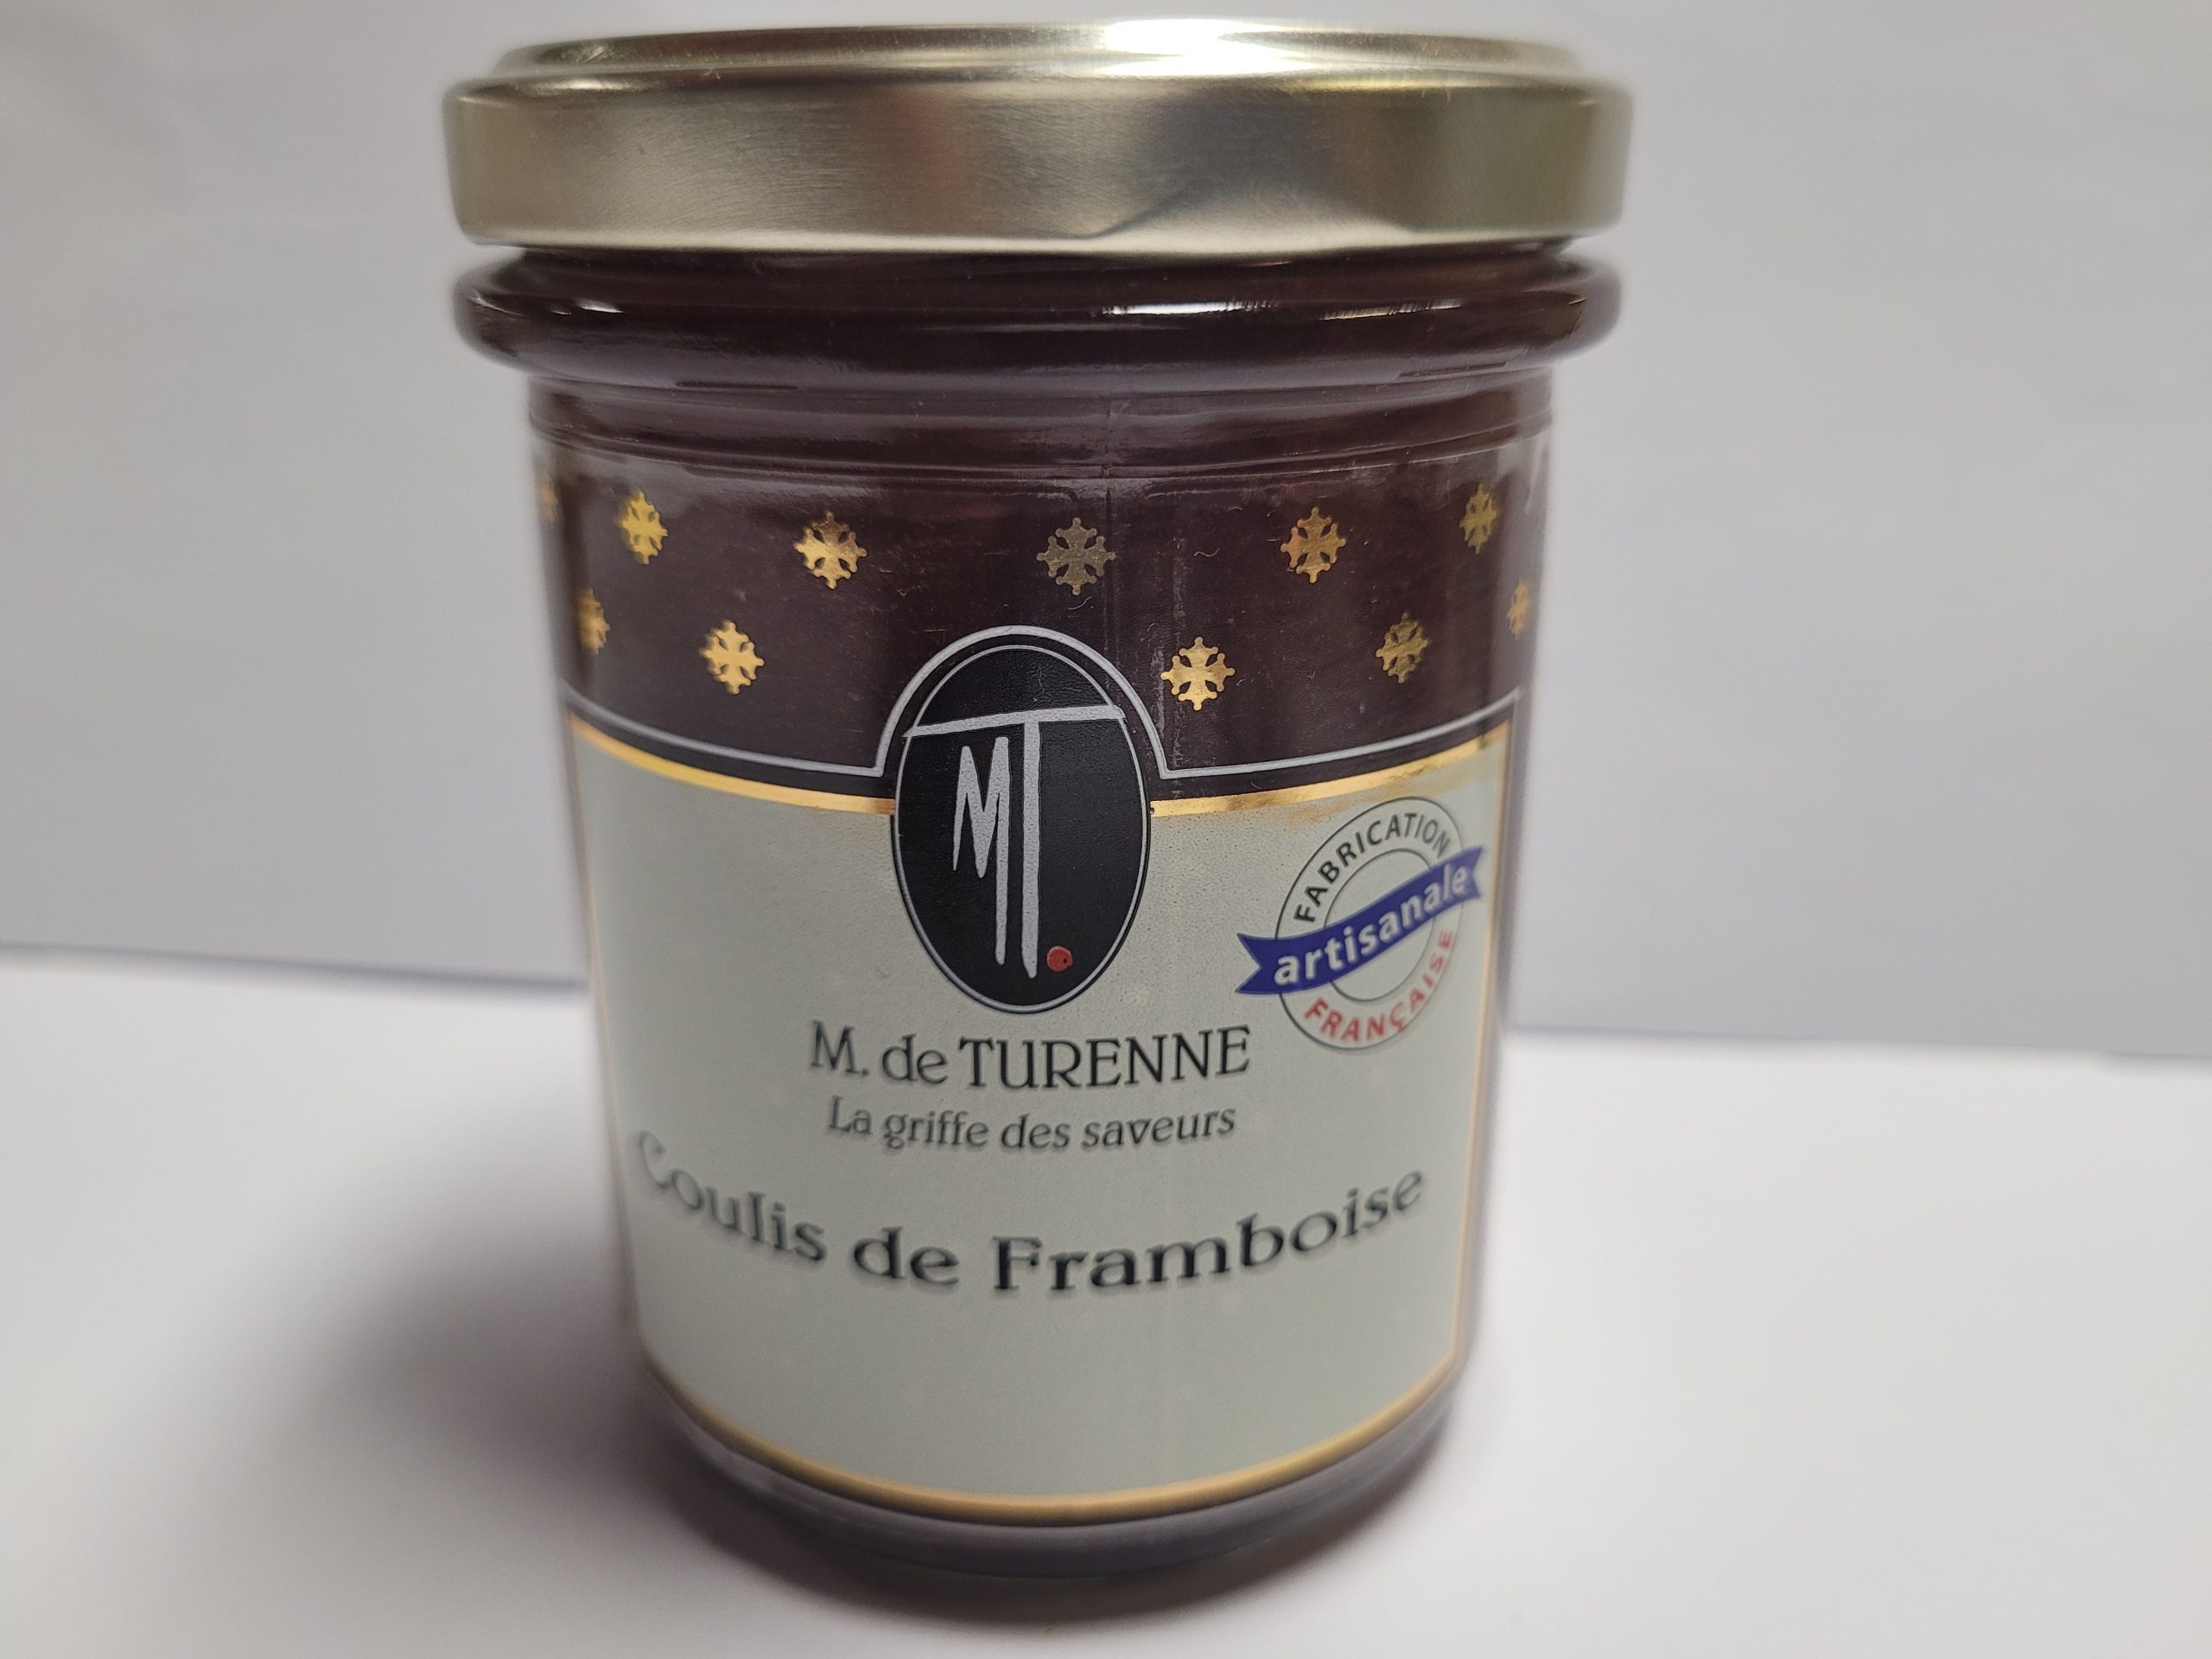 MT.
FABRICATION
artisanale
FRANÇAISE
M. de TURENNE
La griffe des saveurs
Coulis de Framboise